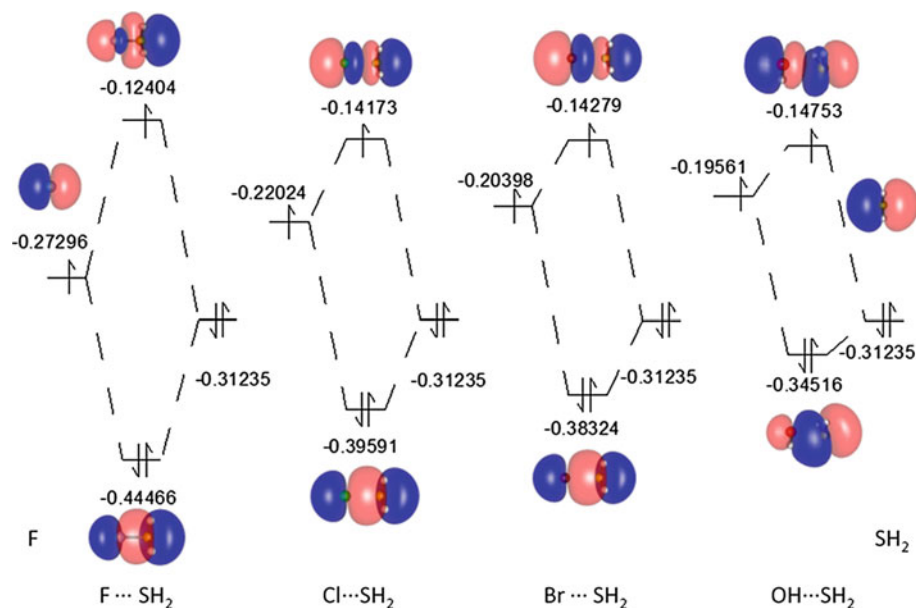 -0.12404
-0.14173
-0.14279
-0.14753
-0.27296
-0.22024
-0.20398
-0.19561
-0.31235
-0.31235
-0.31235
-0.31235
-0.44466
-0.39591
-0.38324
-0.34516
F
SH₂
F ··· SH₂
Cl···SH₂
Br ··· SH₂
OH···SH₂